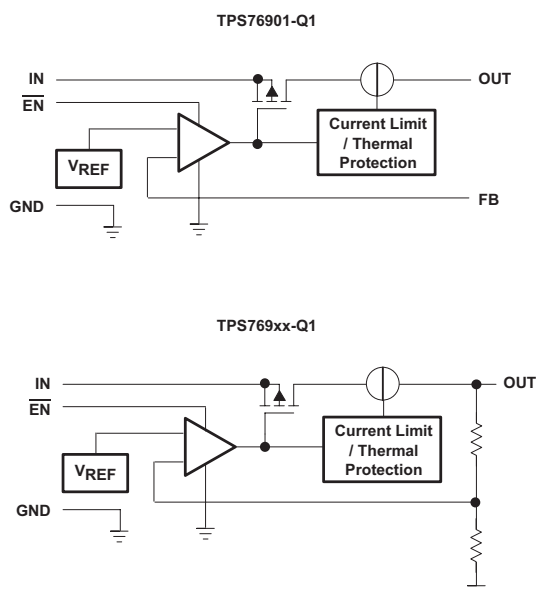 TPS76901-Q1
IN
OUT
EN
Current Limit
/ Thermal
Protection
VREF
GND
FB
TPS769xx-Q1
IN
OUT
EN
Current Limit
/ Thermal
Protection
VREF
GND